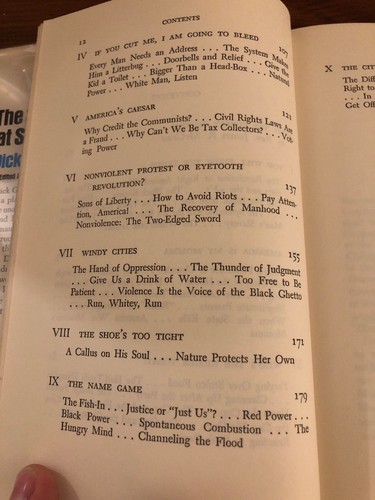 12
CONTENTS
IV IF YOU CUT ME, I AM GOING TO BLEED 107
Every Man Needs an Address . . . The System Makes
Him a Litterbug . . . Doorbells and Relief . . . Give the
Kid a Toilet . . . Bigger Than a Head-Box . . . Natural
Power . . . White Man, Listen
V AMERICA'S CAESAR 121
Why Credit the Communists? . . . Civil Rights Laws Are
a Fraud . . . Why Can't We Be Tax Collectors? . . . Vot-
ing Power
VI NONVIOLENT PROTEST OR EYETOOTH
REVOLUTION? 137
Sons of Liberty . . . How to Avoid Riots . . . Pay Atten-
tion, America! . . . The Recovery of Manhood . . .
Nonviolence: The Two-Edged Sword
VII WINDY CITIES 155
The Hand of Oppression . . . The Thunder of Judgment
. . . Give Us a Drink of Water . . . Too Free to Be
Patient . . . Violence Is the Voice of the Black Ghetto
. . . Run, Whitey, Run
VIII THE SHOE'S TOO TIGHT 171
A Callus on His Soul . . . Nature Protects Her Own
IX THE NAME GAME 179
The Fish-In . . . Justice or "Just Us"? . . . Red Power . . .
Black Power . . . Spontaneous Combustion . . . The
Hungry Mind . . . Channeling the Flood
X THE CIT
The Dif
Right to
. . . In
Get Off
The
at S
Dick